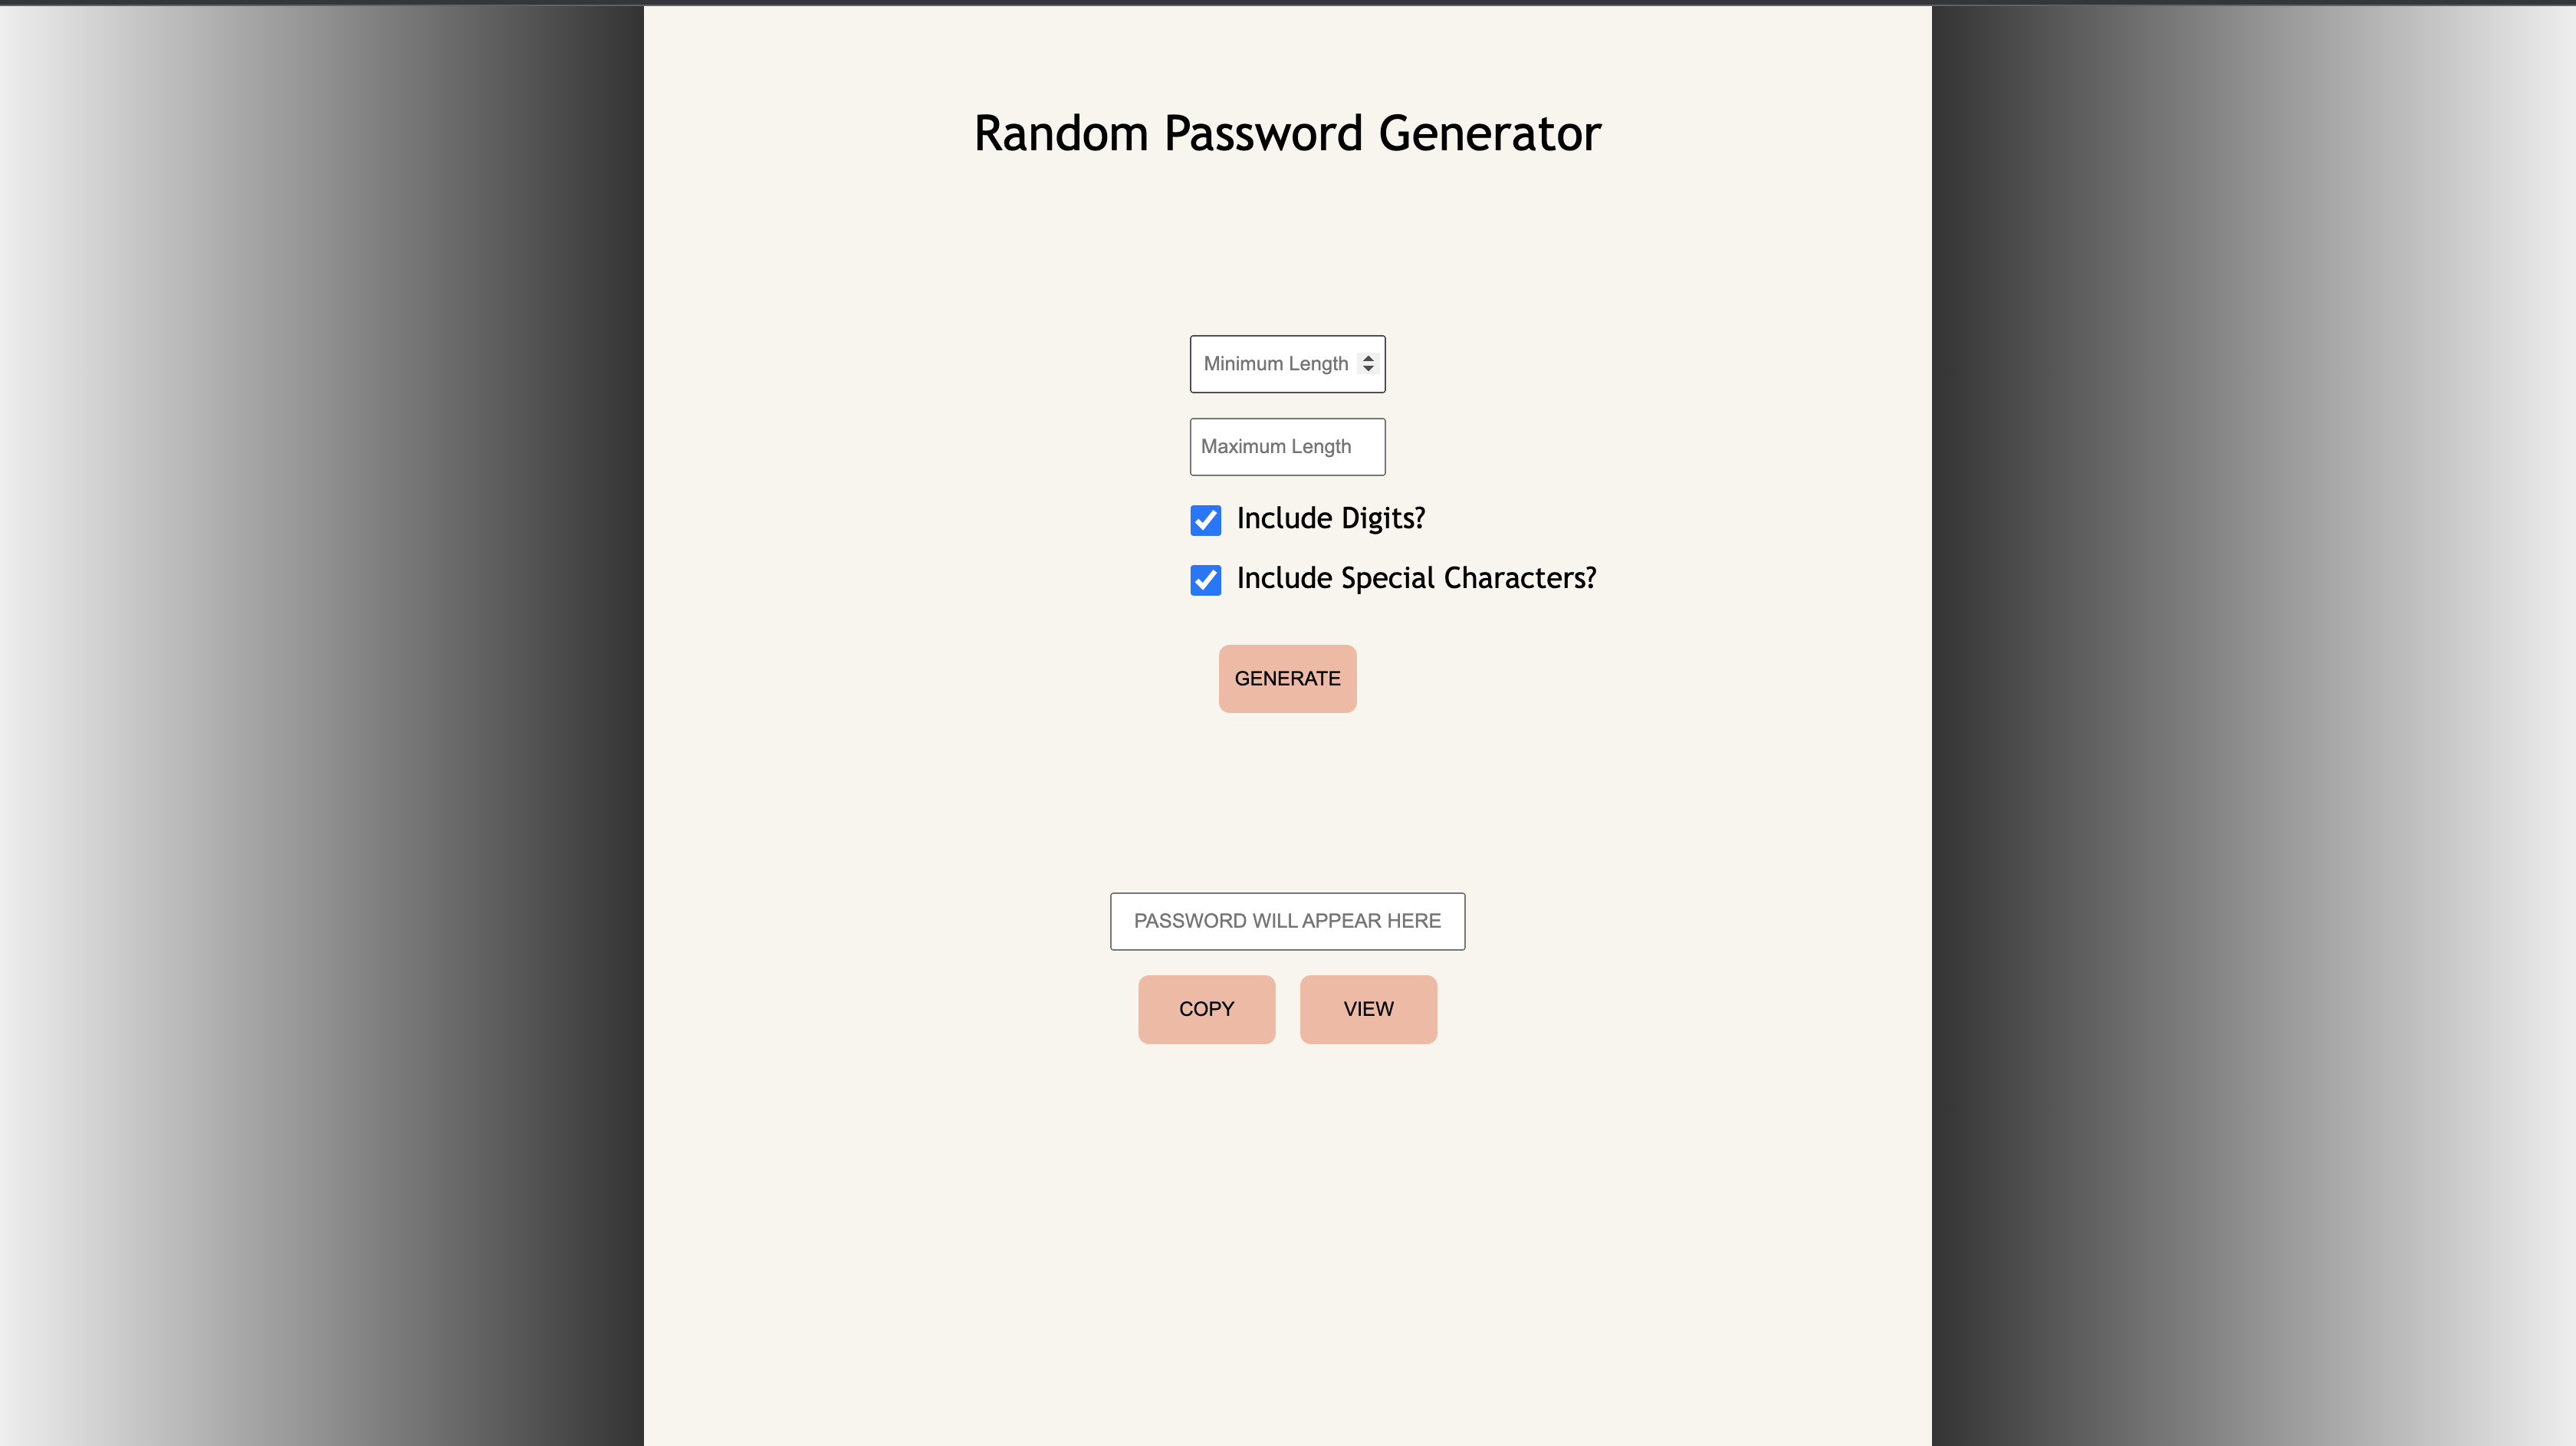 Random Password Generator
Minimum Length
Maximum Length
Include Digits?
Include Special Characters?
GENERATE
PASSWORD WILL APPEAR HERE
COPY VIEW